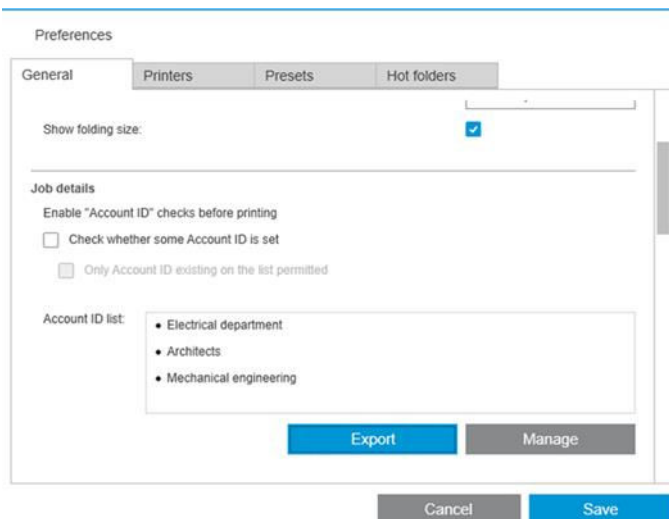 Preferences
General Printers Presets Hot folders
Show folding size:
Job details
Enable "Account ID" checks before printing
Check whether some Account ID is set
Only Account ID existing on the list permitted
Account ID list:
• Electrical department
• Architects
• Mechanical engineering
Export Manage
Cancel Save